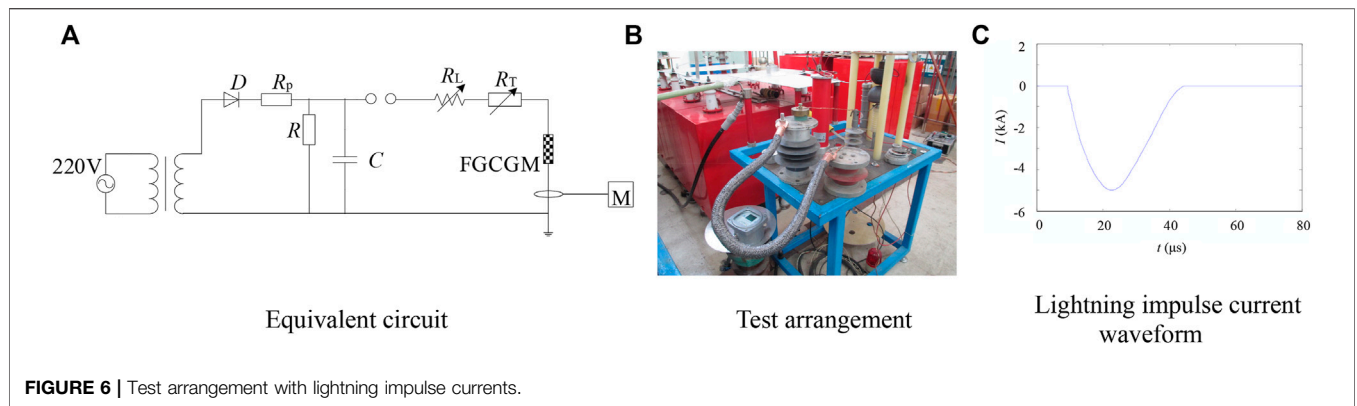 A
B
C
D
Rp
RL
RT
R
C
220V
FGCGM
M
2
0
-2
-4
-6
I (kA)
0
20
40
60
80
t (μs)
Equivalent circuit
Test arrangement
Lightning impulse current
waveform
FIGURE 6 | Test arrangement with lightning impulse currents.